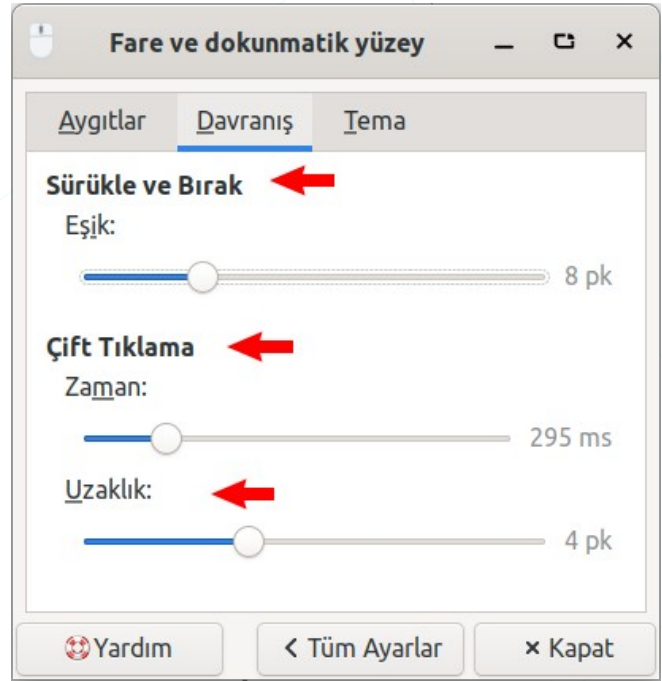 Fare ve dokunmatik yüzey
Aygıtlar Davranış Tema
Sürükle ve Bırak
Eşik:
8 pk
Çift Tıklama
Zaman:
295 ms
Uzaklık:
4 pk
Yardım Tüm Ayarlar Kapat